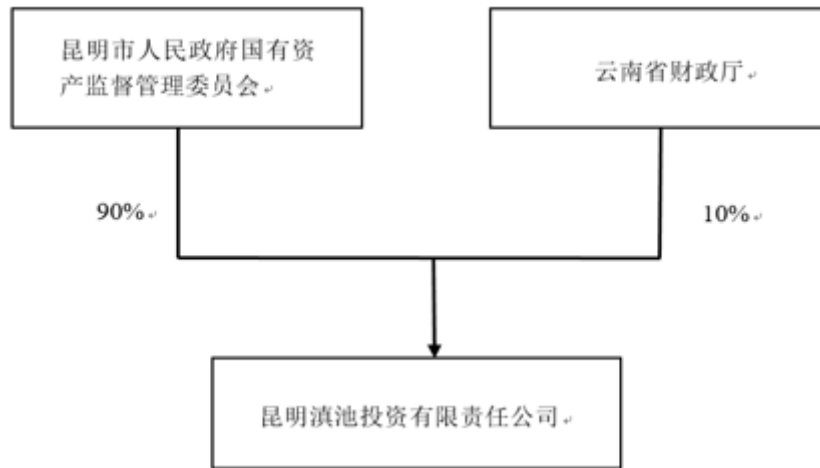 昆明市人民政府国有资
产监督管理委员会
云南省财政厅
90%
10%
昆明滇池投资有限责任公司